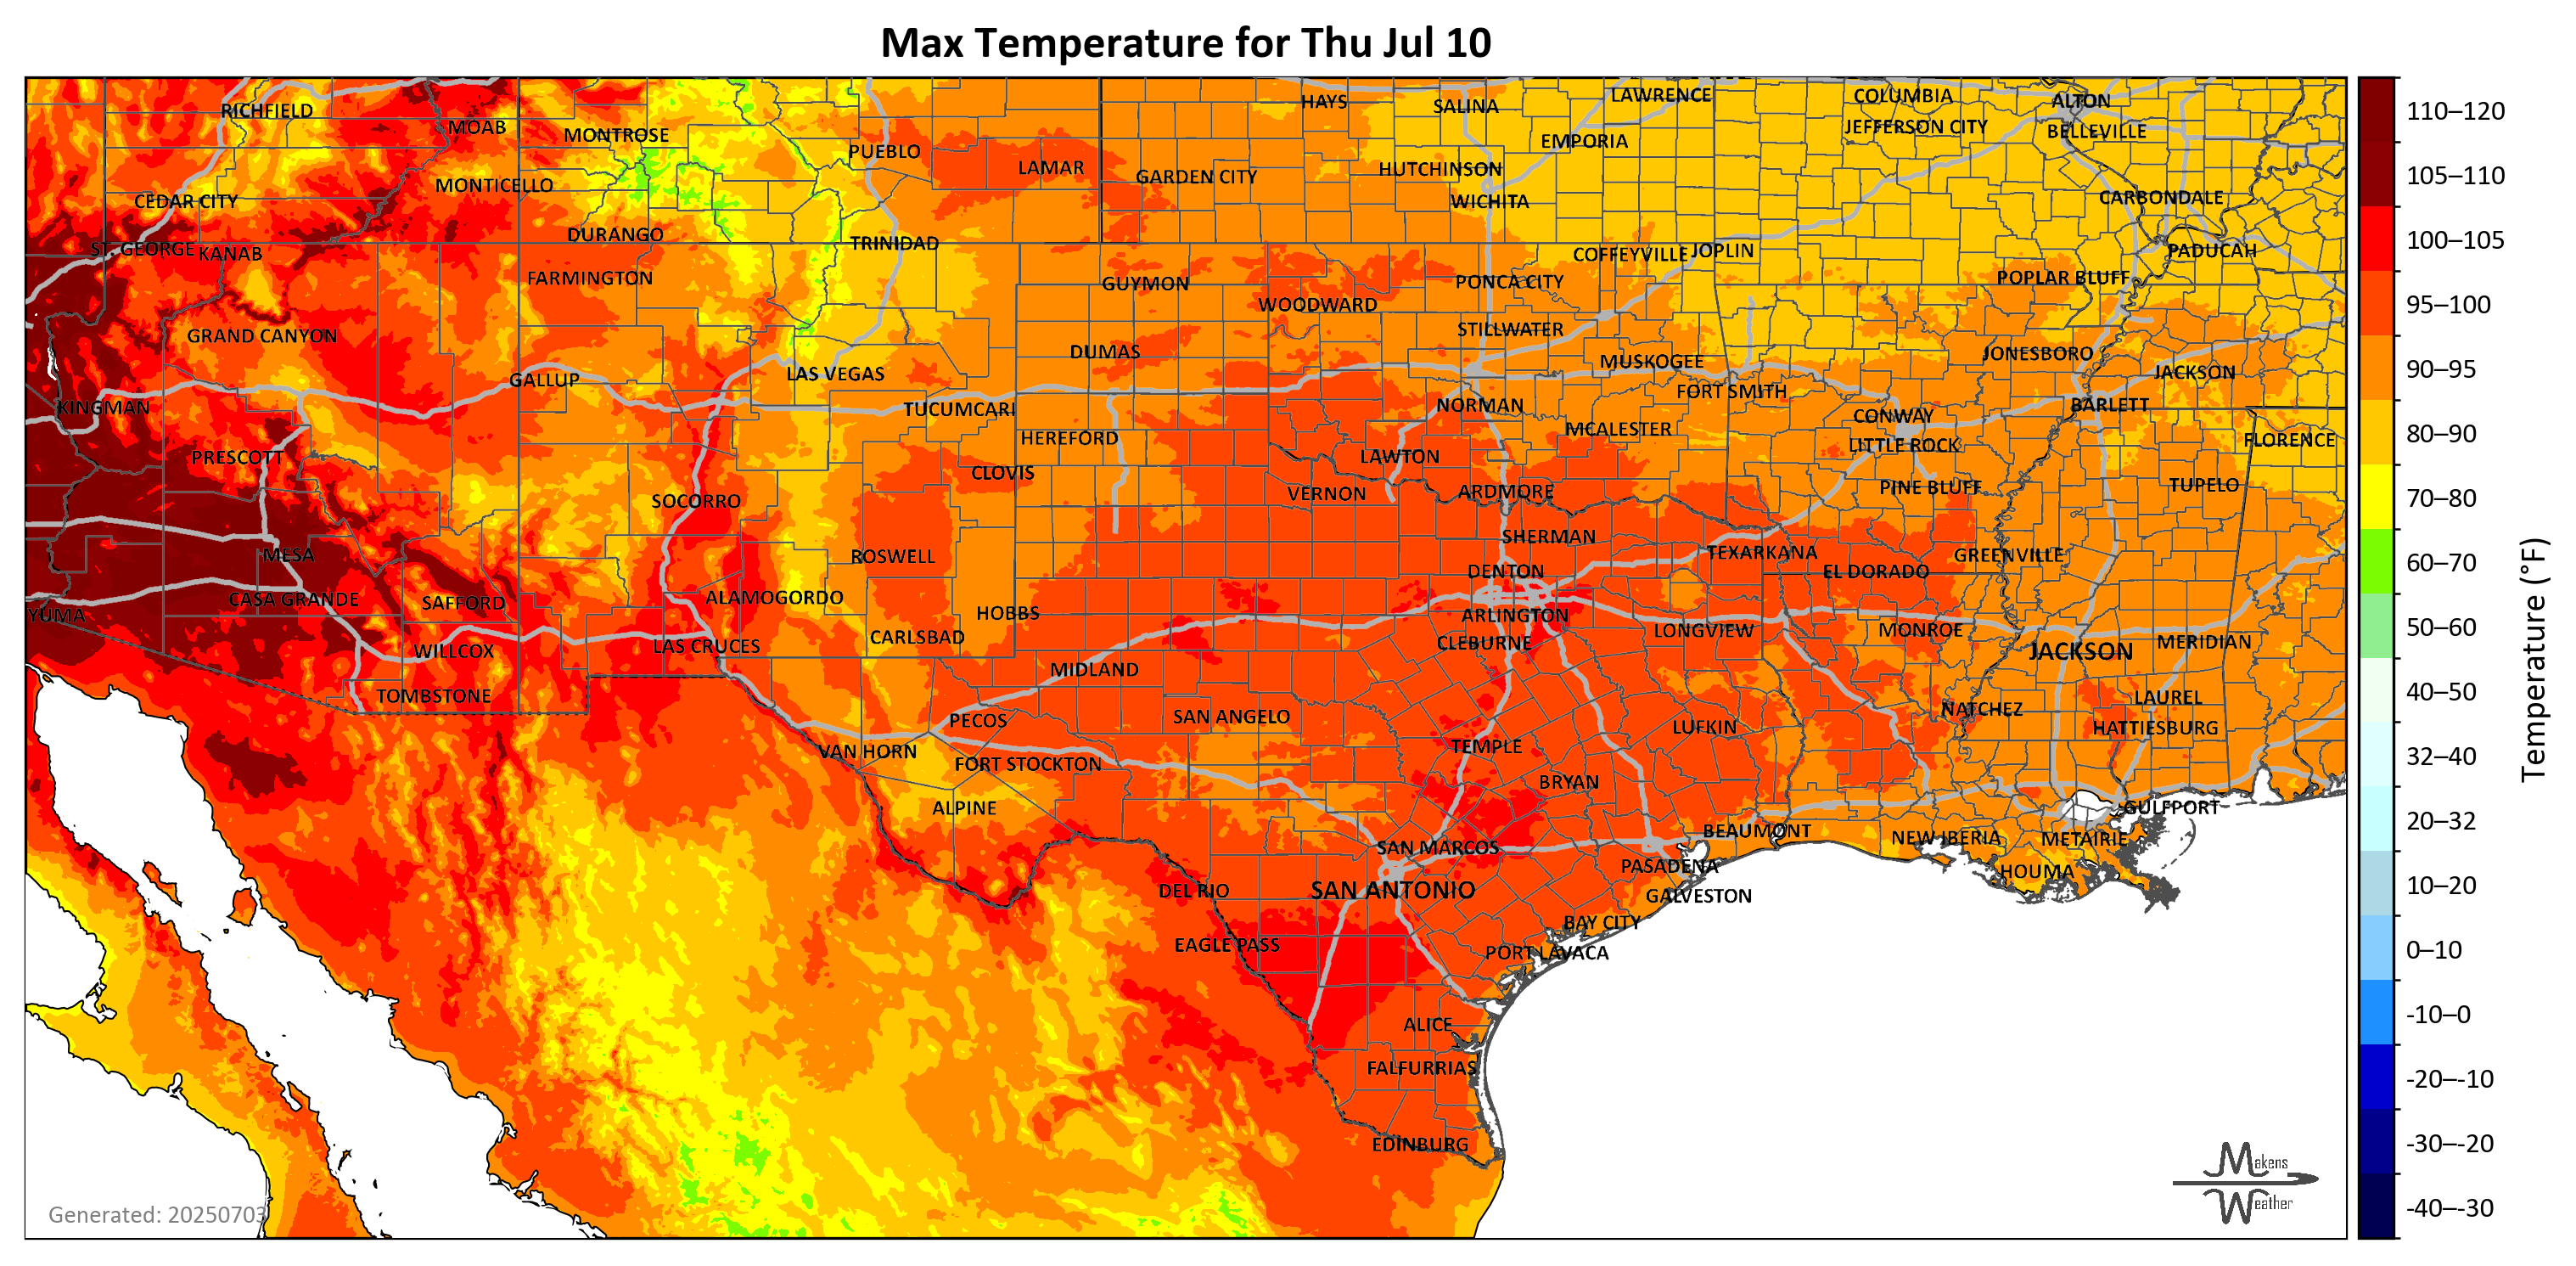 Max Temperature for Thu Jul 10
RICHFIELD
MOAB
MONTROSE
PUEBLO
LAMAR
HAYS
SALINA
LAWRENCE
COLUMBIA
ALTON
JEFFERSON CITY
BELLEVILLE
EMPORIA
HUTCHINSON
GARDEN CITY
MONTICELLO
CEDAR CITY
WICHITA
CARBONDALE
DURANGO
TRINIDAD
ST. GEORGE
KANAB
COFFEYVILLE
JOPLIN
PADUCAH
FARMINGTON
GUYMON
PONCA CITY
POPLAR BLUFF
WOODWARD
GRAND CANYON
STILLWATER
DUMAS
MUSKOGEE
JONESBORO
GALLUP
LAS VEGAS
FORT SMITH
JACKSON
KINGMAN
TUCUMCARI
NORMAN
CONWAY
BARLETT
HEREFORD
MCALESTER
LITTLE ROCK
FLORENCE
PRESCOTT
CLOVIS
LAWTON
SOCORRO
VERNON
ARDMORE
PINE BLUFF
TUPELO
SHERMAN
MESA
ROSWELL
TEXARKANA
GREENVILLE
DENTON
EL DORADO
CASA GRANDE
SAFFORD
ALAMOGORDO
YUMA
HOBBS
ARLINGTON
CARLSBAD
CLEBURNE
LONGVIEW
MONROE
WILLCOX
LAS CRUCES
JACKSON
MERIDIAN
MIDLAND
TOMBSTONE
PECOS
SAN ANGELO
NATCHEZ
LAUREL
LUFKIN
HATTIESBURG
VAN HORN
TEMPLE
FORT STOCKTON
BRYAN
ALPINE
GULFPORT
BEAUMONT
NEW IBERIA
METAIRIE
SAN MARCOS
PASADENA
HOUMA
DEL RIO
SAN ANTONIO
GALVESTON
BAY CITY
EAGLE PASS
PORT LAVACA
ALICE
FALFURRIAS
EDINBURG
Generated: 20250703
Makens
Weather
110–120
105–110
100–105
95–100
90–95
80–90
70–80
60–70
50–60
40–50
32–40
20–32
10–20
0–10
-10–0
-20–-10
-30–-20
-40–-30
Temperature (°F)